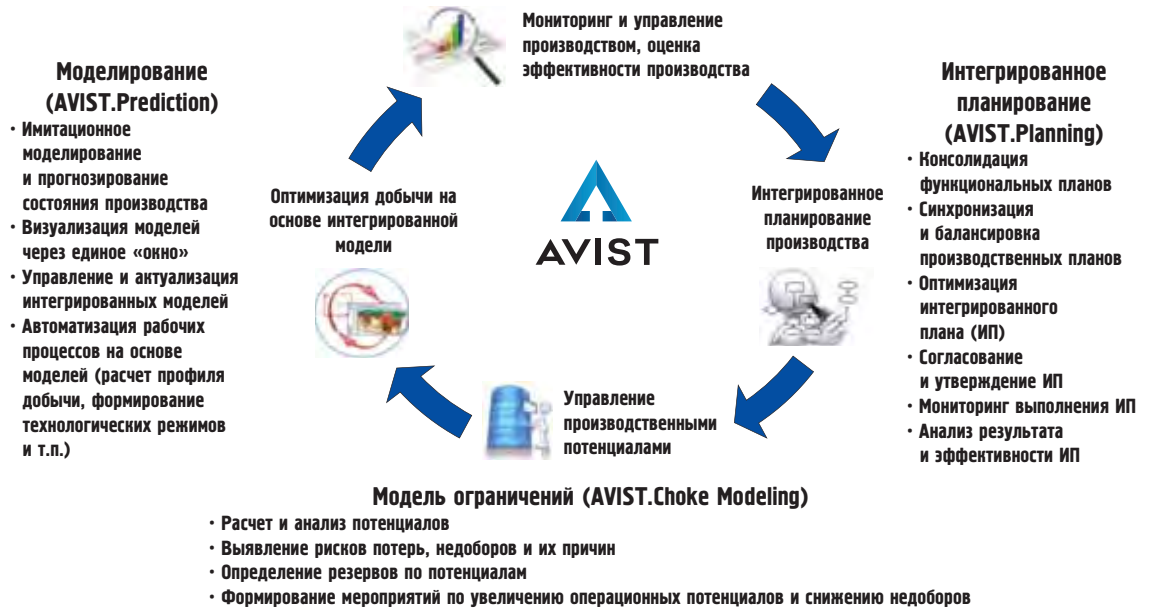 Мониторинг и управление
производством, оценка
эффективности производства
Моделирование
(AVIST.Prediction)
• Имитационное
моделирование
и прогнозирование
состояния производства
• Визуализация моделей
через единое «окно»
• Управление и актуализация
интегрированных моделей
• Автоматизация рабочих
процессов на основе
моделей (расчет профиля
добычи, формирование
технологических режимов
и т.п.)
Оптимизация добычи на
основе интегрированной
модели
AVIST
Интегрированное
планирование
производства
Интегрированное
планирование
(AVIST.Planning)
• Консолидация
функциональных планов
• Синхронизация
и балансировка
производственных планов
• Оптимизация
интегрированного
плана (ИП)
• Согласование
и утверждение ИП
• Мониторинг выполнения ИП
• Анализ результата
и эффективности ИП
Управление
производственными
потенциалами
Модель ограничений (AVIST.Choke Modeling)
• Расчет и анализ потенциалов
• Выявление рисков потерь, недоборов и их причин
• Определение резервов по потенциалам
• Формирование мероприятий по увеличению операционных потенциалов и снижению недоборов